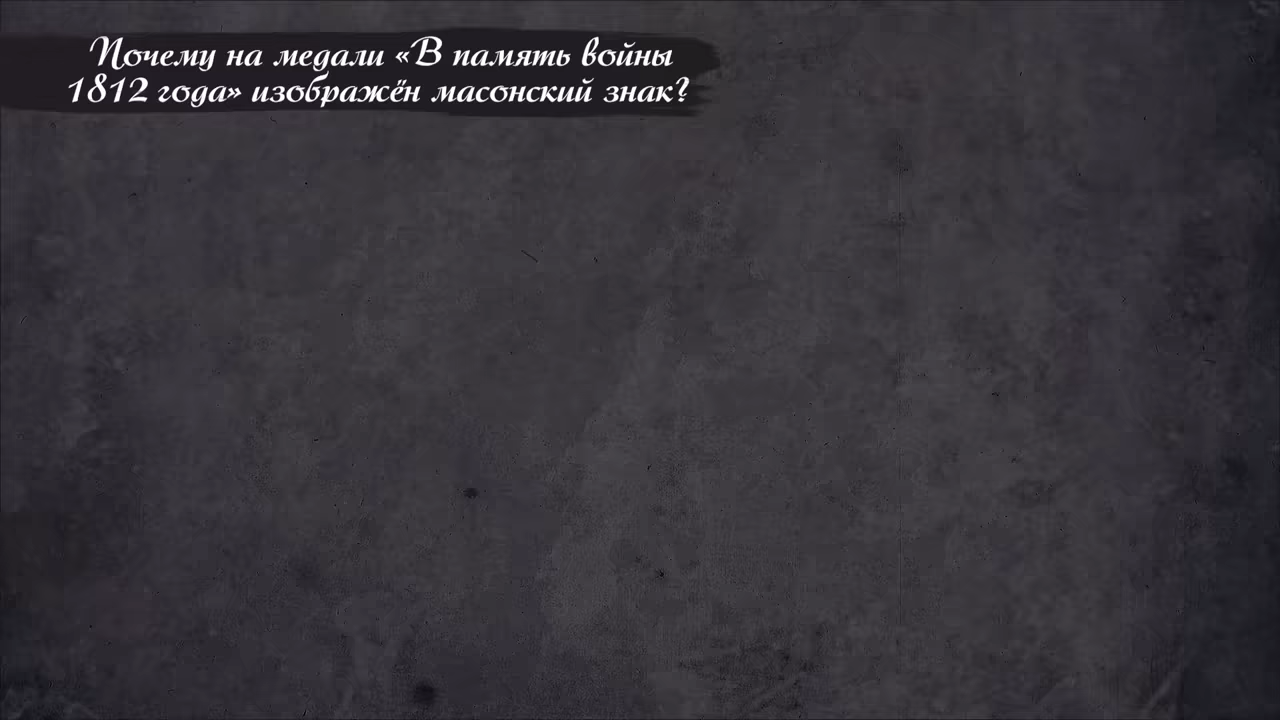 Почему на медали «В память войны
1812 года» изображён масонский знак?